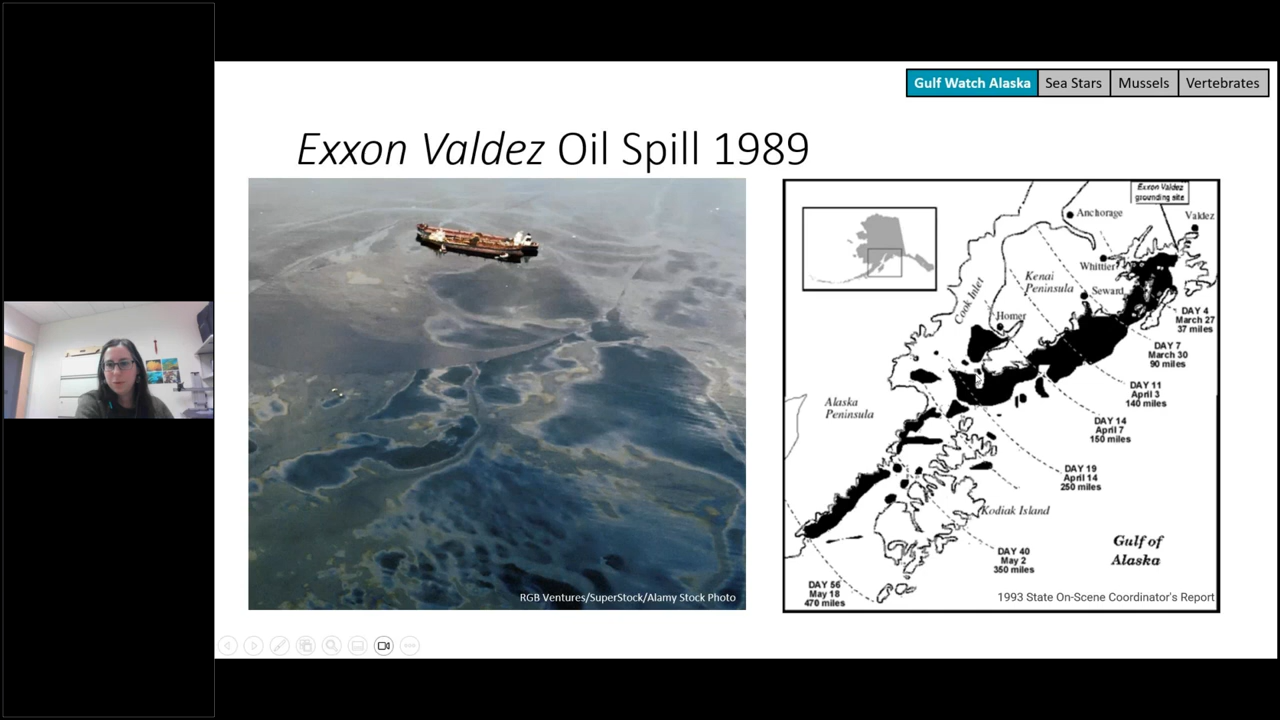 Gulf Watch Alaska
Sea Stars
Mussels
Vertebrates
Exxon Valdez Oil Spill 1989
RGB Ventures/SuperStock/Alamy Stock Photo
Exxon Valdez
grounding site
Anchorage
Valdez
Whittier
Kenai
Peninsula
Seward
Cook Inlet
Homer
DAY 4
March 27
37 miles
DAY 7
March 30
90 miles
DAY 11
April 3
140 miles
Alaska
Peninsula
DAY 14
April 7
150 miles
DAY 19
April 14
250 miles
Kodiak Island
Gulf of
Alaska
DAY 40
May 2
350 miles
DAY 56
May 18
470 miles
1993 State On-Scene Coordinator's Report